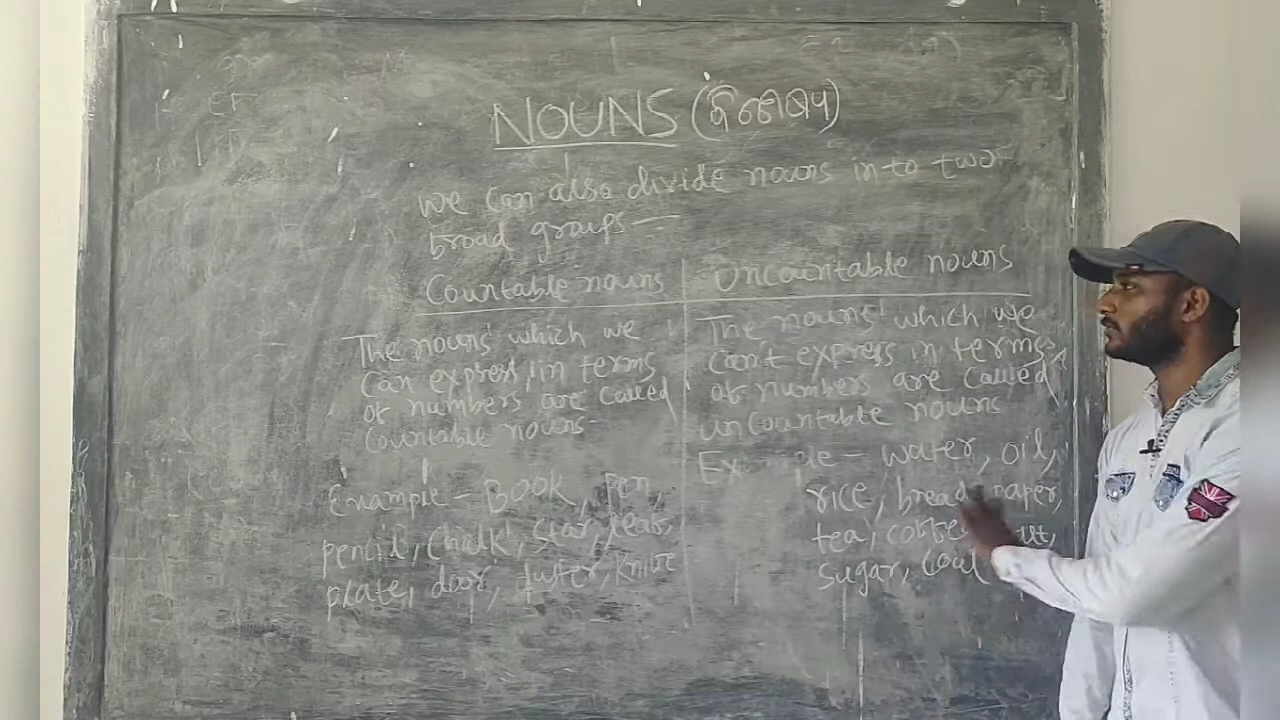 NOUNS (ବିଶେଷ୍ୟ)
we can also divide nouns in to two
broad groups —
Countable nouns
The nouns which we
can express in terms
of numbers are called
Countable nouns-
Example - BOOK, pen
pencil, chalk, star, leaf,
plate, door, duster, knife
Uncountable nouns
The nouns which we
can't express in terms
of numbers are called
uncountable nouns
Example - water, oil,
rice, bread, paper,
tea, coffee,
sugar, coal